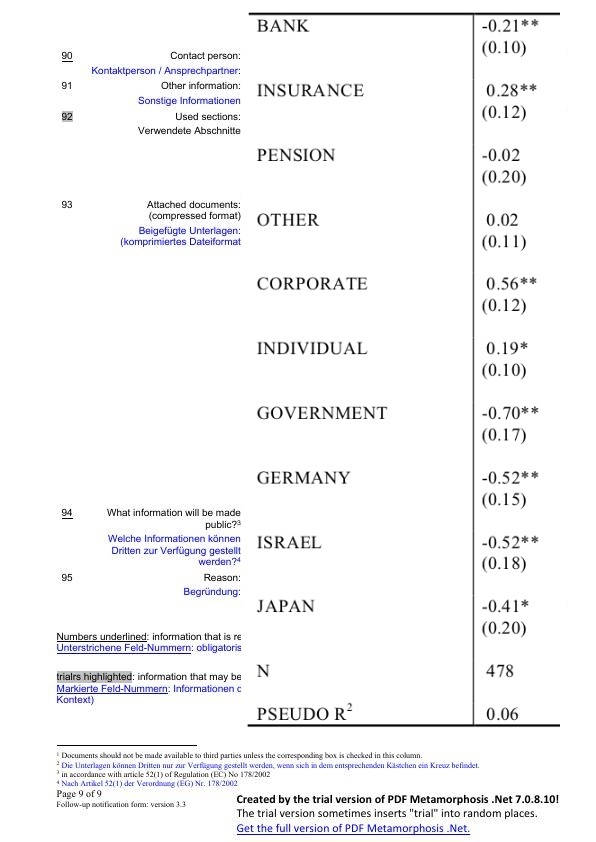 90 Contact person:
Kontaktperson / Ansprechpartner:
91 Other information:
Sonstige Informationen
92 Used sections:
Verwendete Abschnitte
93 Attached documents:
(compressed format)
Beigefügte Unterlagen:
(komprimiertes Dateiformat
94 What information will be made
public?³
Welche Informationen können
Dritten zur Verfügung gestellt
werden?⁴
95 Reason:
Begründung:
Numbers underlined: information that is re
Unterstrichene Feld-Nummern: obligatoris
trialrs highlighted: information that may be
Markierte Feld-Nummern: Informationen d
Kontext)
BANK -0.21**
(0.10)
INSURANCE 0.28**
(0.12)
PENSION -0.02
(0.20)
OTHER 0.02
(0.11)
CORPORATE 0.56**
(0.12)
INDIVIDUAL 0.19*
(0.10)
GOVERNMENT -0.70**
(0.17)
GERMANY -0.52**
(0.15)
ISRAEL -0.52**
(0.18)
JAPAN -0.41*
(0.20)
N 478
PSEUDO R² 0.06
¹ Documents should not be made available to third parties unless the corresponding box is checked in this column.
² Die Unterlagen können Dritten nur zur Verfügung gestellt werden, wenn sich in dem entsprechenden Kästchen ein Kreuz befindet.
³ in accordance with article 52(1) of Regulation (EC) No 178/2002
⁴ Nach Artikel 52(1) der Verordnung (EG) Nr. 178/2002
Page 9 of 9
Follow-up notification form: version 3.3
Created by the trial version of PDF Metamorphosis .Net 7.0.8.10!
The trial version sometimes inserts "trial" into random places.
Get the full version of PDF Metamorphosis .Net.